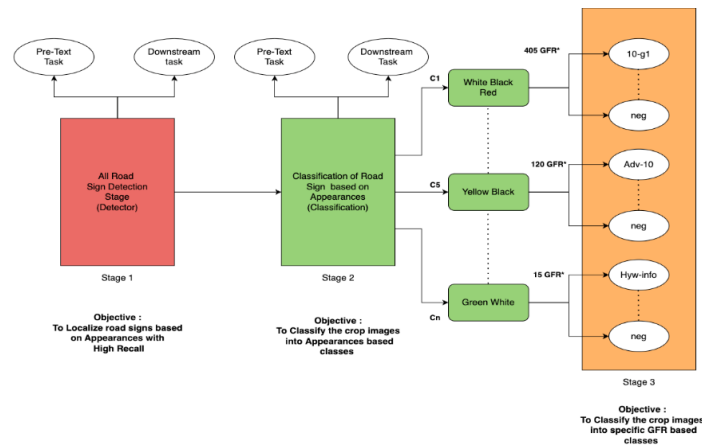 Pre-Text
Task
Downstream
task
Pre-Text
Task
Downstream
Task
All Road
Sign Detection
Stage
(Detector)
Stage 1
Objective :
To Localize road signs based
on Appearances with
High Recall
Classification of Road
Sign based on
Appearances
(Classification)
Stage 2
Objective :
To Classify the crop images
into Appearances based
classes
C1
White Black
Red
405 GFR*
10-g1
neg
C5
Yellow Black
120 GFR*
Adv-10
neg
Cn
Green White
15 GFR*
Hyw-info
neg
Stage 3
Objective :
To Classify the crop images
into specific GFR based
classes